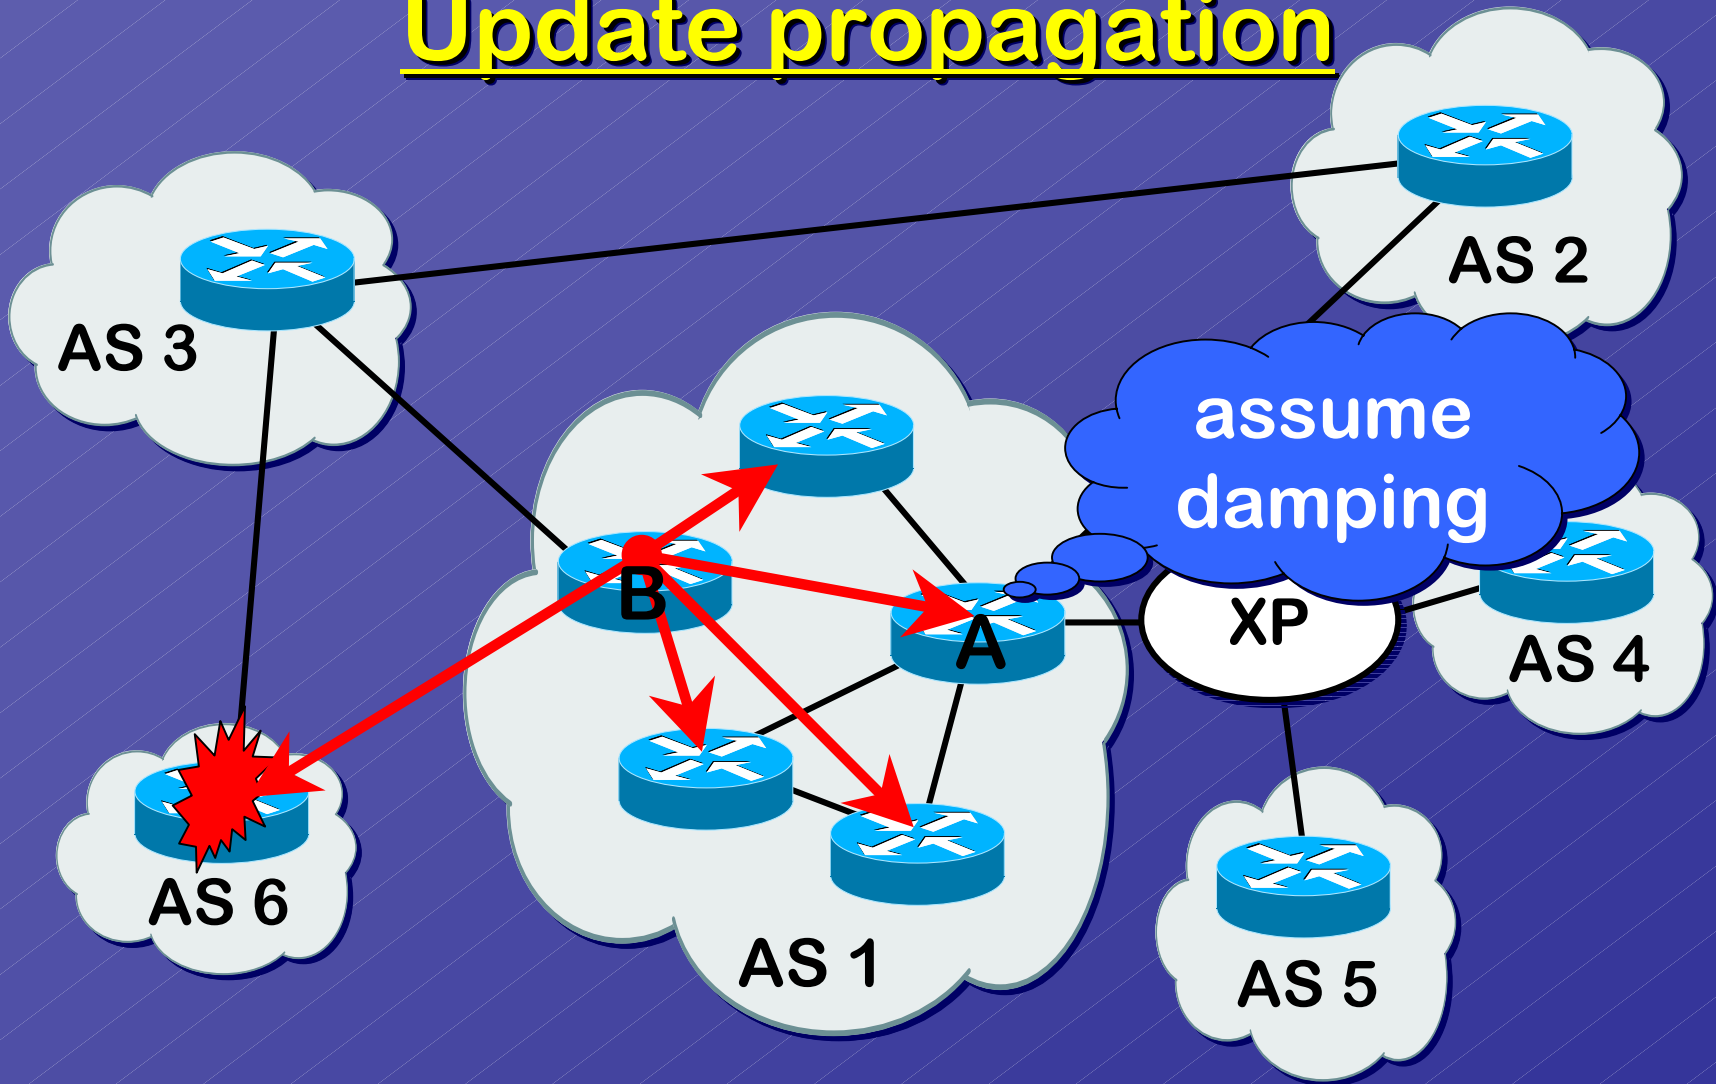 Update propagation
AS 2
AS 3
assume
damping
B
A
XP
AS 4
AS 6
AS 1
AS 5